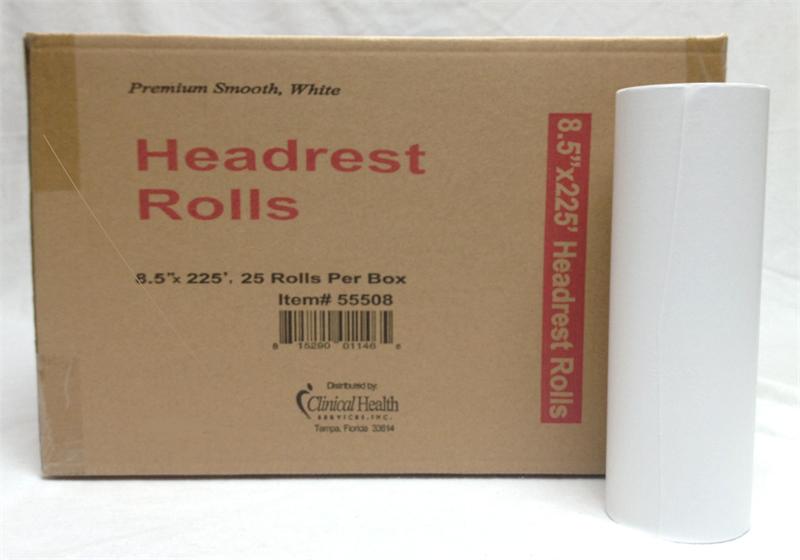 Premium Smooth, White
Headrest
Rolls
8.5"x 225', 25 Rolls Per Box
Item# 55508
8 15290 01146 6
Distributed by:
Clinical Health
SERVICES, INC.
Tampa, Florida 33614
8.5"x225' Headrest Rolls